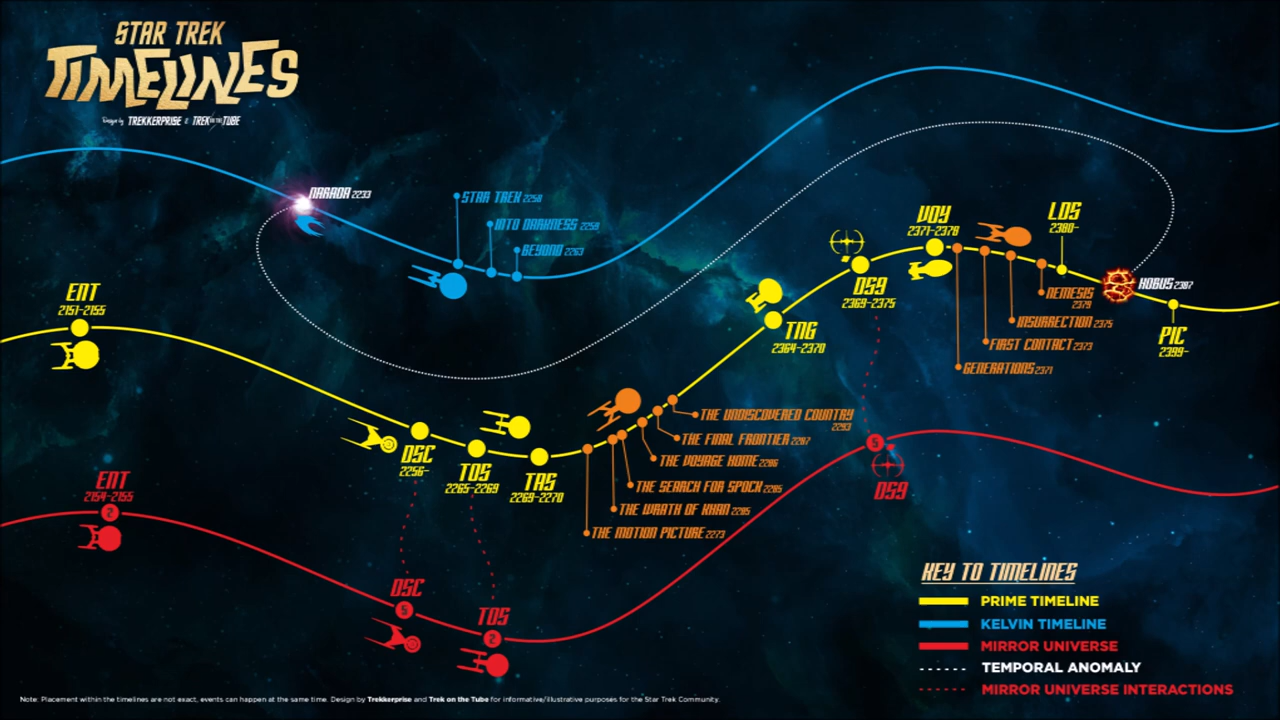 STAR TREK
TIMELINES
Design by TREKKERPRISE & TREK ON THE TUBE
NARADA 2233
STAR TREK 2258
INTO DARKNESS 2259
BEYOND 2263
ENT
2151-2155
DSC
2256-
TOS
2265-2269
TAS
2269-2270
THE MOTION PICTURE 2273
THE WRATH OF KHAN 2285
THE SEARCH FOR SPOCK 2285
THE VOYAGE HOME 2286
THE FINAL FRONTIER 2287
THE UNDISCOVERED COUNTRY
2293
TNG
2364-2370
DS9
2369-2375
VOY
2371-2378
GENERATIONS 2371
FIRST CONTACT 2373
INSURRECTION 2375
NEMESIS
2379
LDS
2380-
HOBUS 2387
PIC
2399-
ENT
2154-2155
2
DSC
5
TOS
2
5
DS9
KEY TO TIMELINES
PRIME TIMELINE
KELVIN TIMELINE
MIRROR UNIVERSE
TEMPORAL ANOMALY
MIRROR UNIVERSE INTERACTIONS
Note: Placement within the timelines are not exact, events can happen at the same time. Design by Trekkerprise and Trek on the Tube for informative/illustrative purposes for the Star Trek Community.